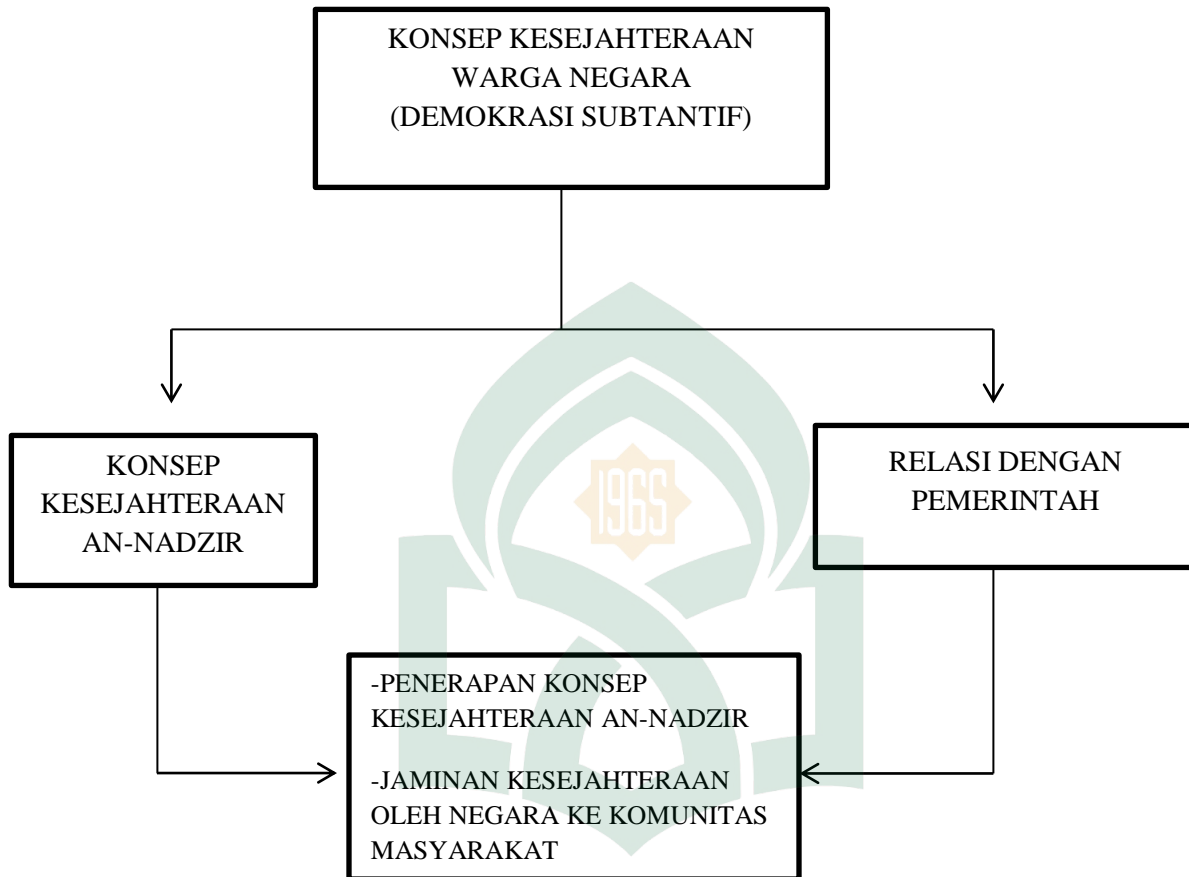 KONSEP KESEJAHTERAAN
WARGA NEGARA
(DEMOKRASI SUBTANTIF)
KONSEP
KESEJAHTERAAN
AN-NADZIR
RELASI DENGAN
PEMERINTAH
1965
-PENERAPAN KONSEP
KESEJAHTERAAN AN-NADZIR
-JAMINAN KESEJAHTERAAN
OLEH NEGARA KE KOMUNITAS
MASYARAKAT